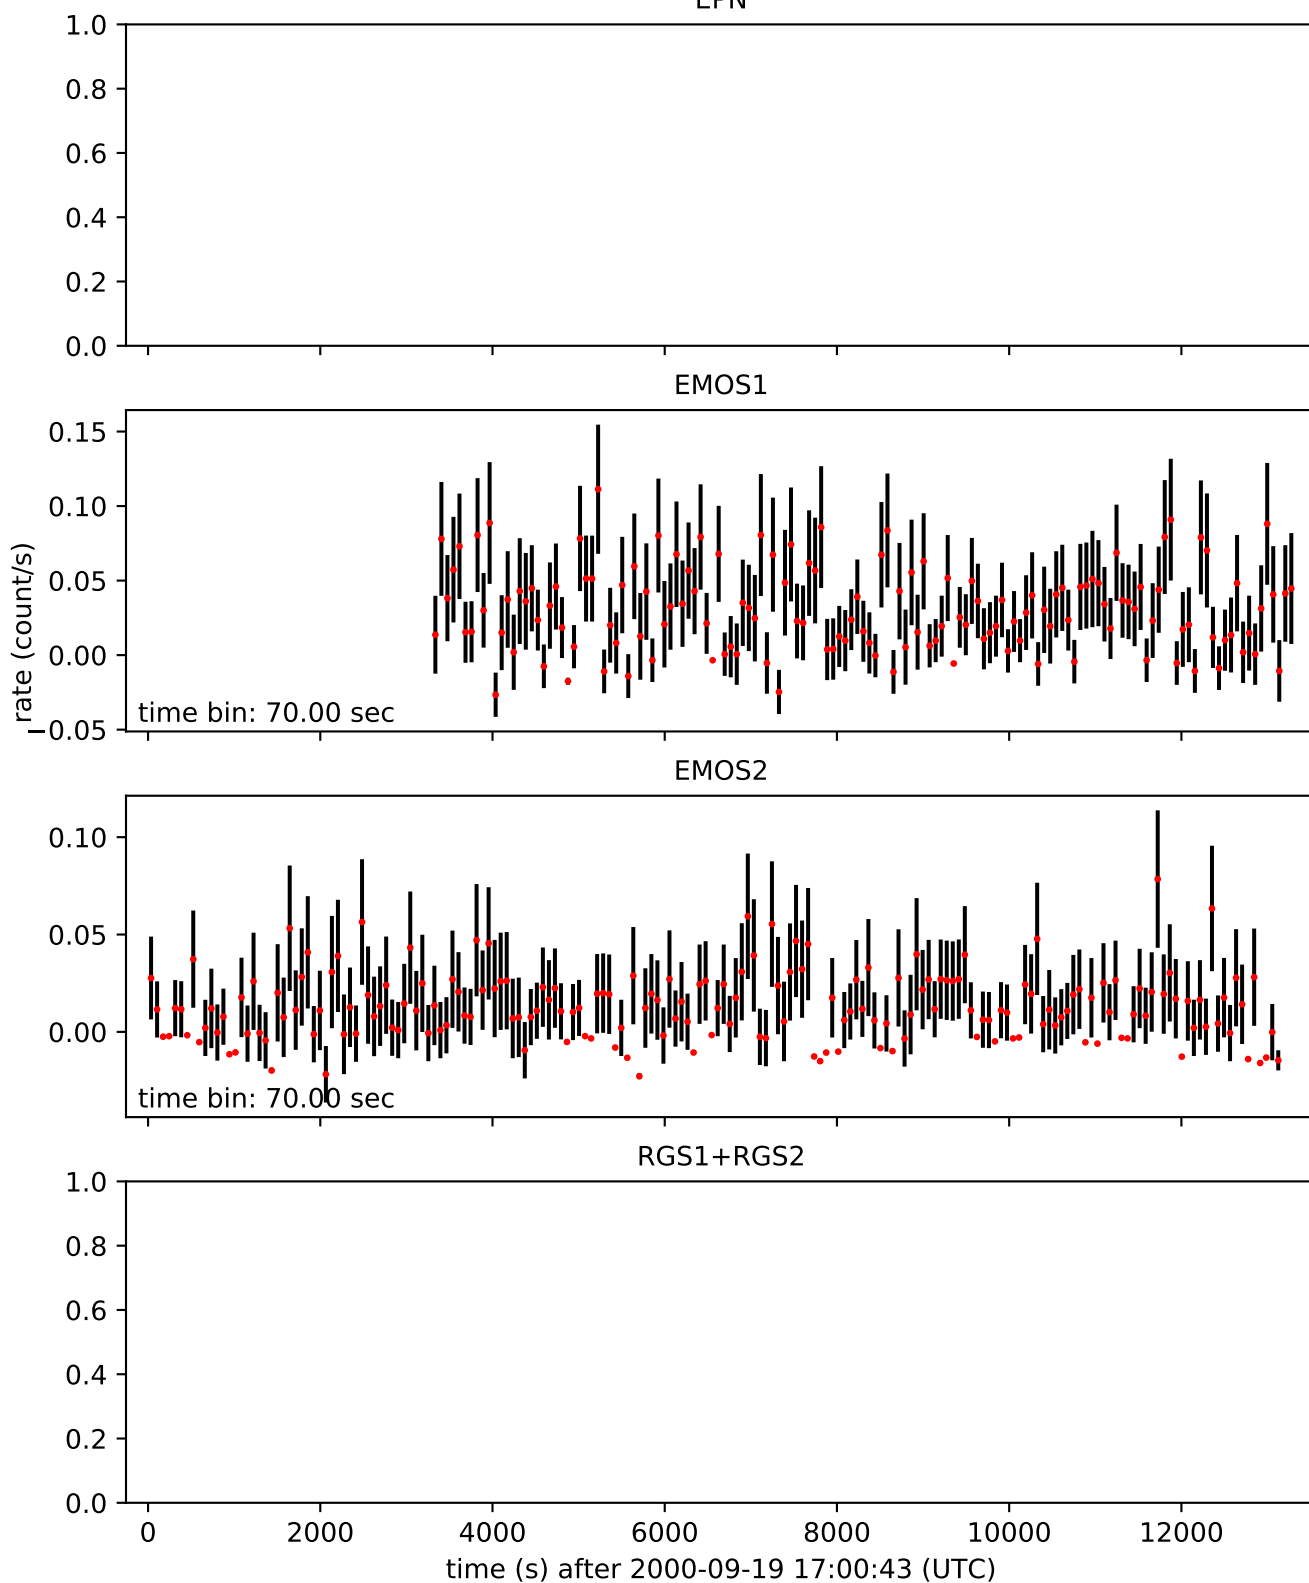 EPN
1.0
0.8
0.6
0.4
0.2
0.0
EMOS1
0.15
0.10
0.05
0.00
−0.05
rate (count/s)
time bin: 70.00 sec
EMOS2
0.10
0.05
0.00
time bin: 70.00 sec
RGS1+RGS2
1.0
0.8
0.6
0.4
0.2
0.0
0 2000 4000 6000 8000 10000 12000
time (s) after 2000-09-19 17:00:43 (UTC)